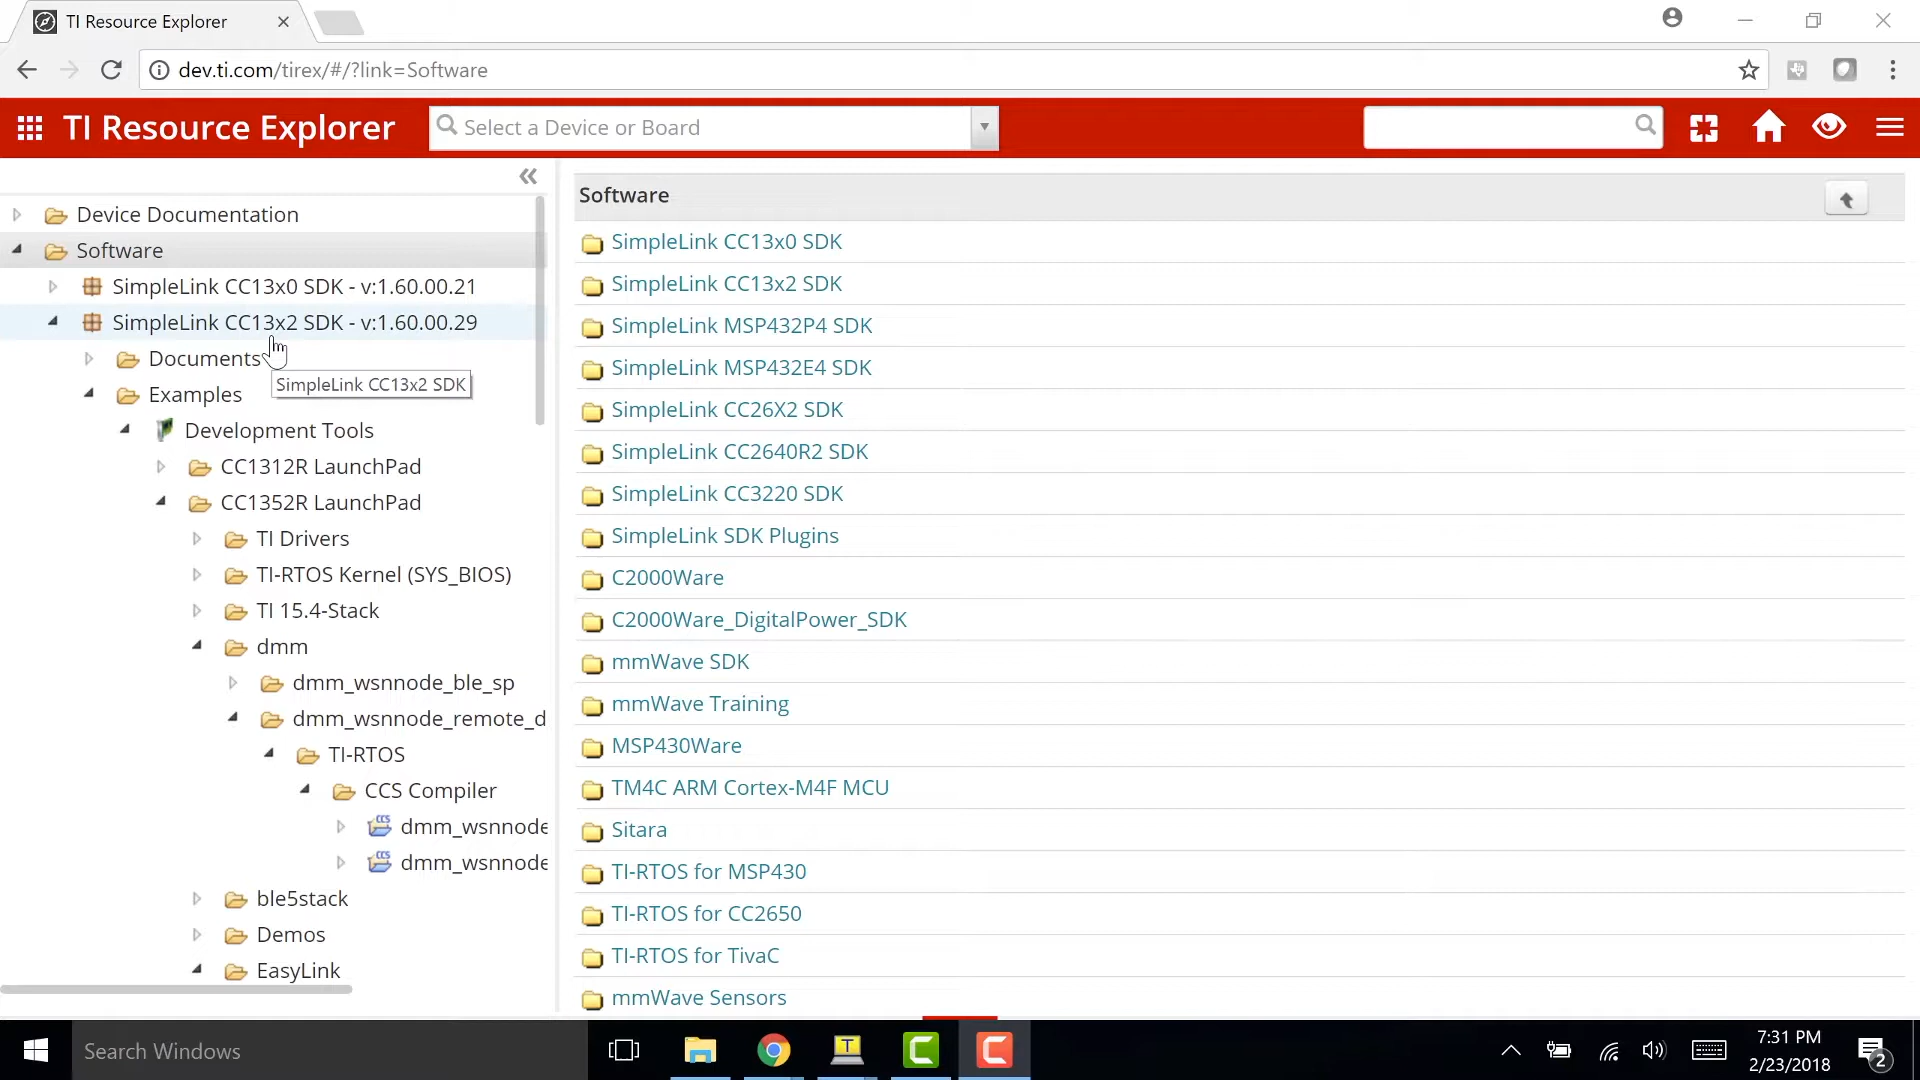 TI Resource Explorer
dev.ti.com/tirex/#/?link=Software
TI Resource Explorer
Select a Device or Board
Device Documentation
Software
SimpleLink CC13x0 SDK - v:1.60.00.21
SimpleLink CC13x2 SDK - v:1.60.00.29
Documents
SimpleLink CC13x2 SDK
Examples
Development Tools
CC1312R LaunchPad
CC1352R LaunchPad
TI Drivers
TI-RTOS Kernel (SYS_BIOS)
TI 15.4-Stack
dmm
dmm_wsnnode_ble_sp
dmm_wsnnode_remote_d
TI-RTOS
CCS Compiler
CCS dmm_wsnnode
CCS dmm_wsnnode
ble5stack
Demos
EasyLink
Software
SimpleLink CC13x0 SDK
SimpleLink CC13x2 SDK
SimpleLink MSP432P4 SDK
SimpleLink MSP432E4 SDK
SimpleLink CC26X2 SDK
SimpleLink CC2640R2 SDK
SimpleLink CC3220 SDK
SimpleLink SDK Plugins
C2000Ware
C2000Ware_DigitalPower_SDK
mmWave SDK
mmWave Training
MSP430Ware
TM4C ARM Cortex-M4F MCU
Sitara
TI-RTOS for MSP430
TI-RTOS for CC2650
TI-RTOS for TivaC
mmWave Sensors
Search Windows
T
7:31 PM
2/23/2018
2